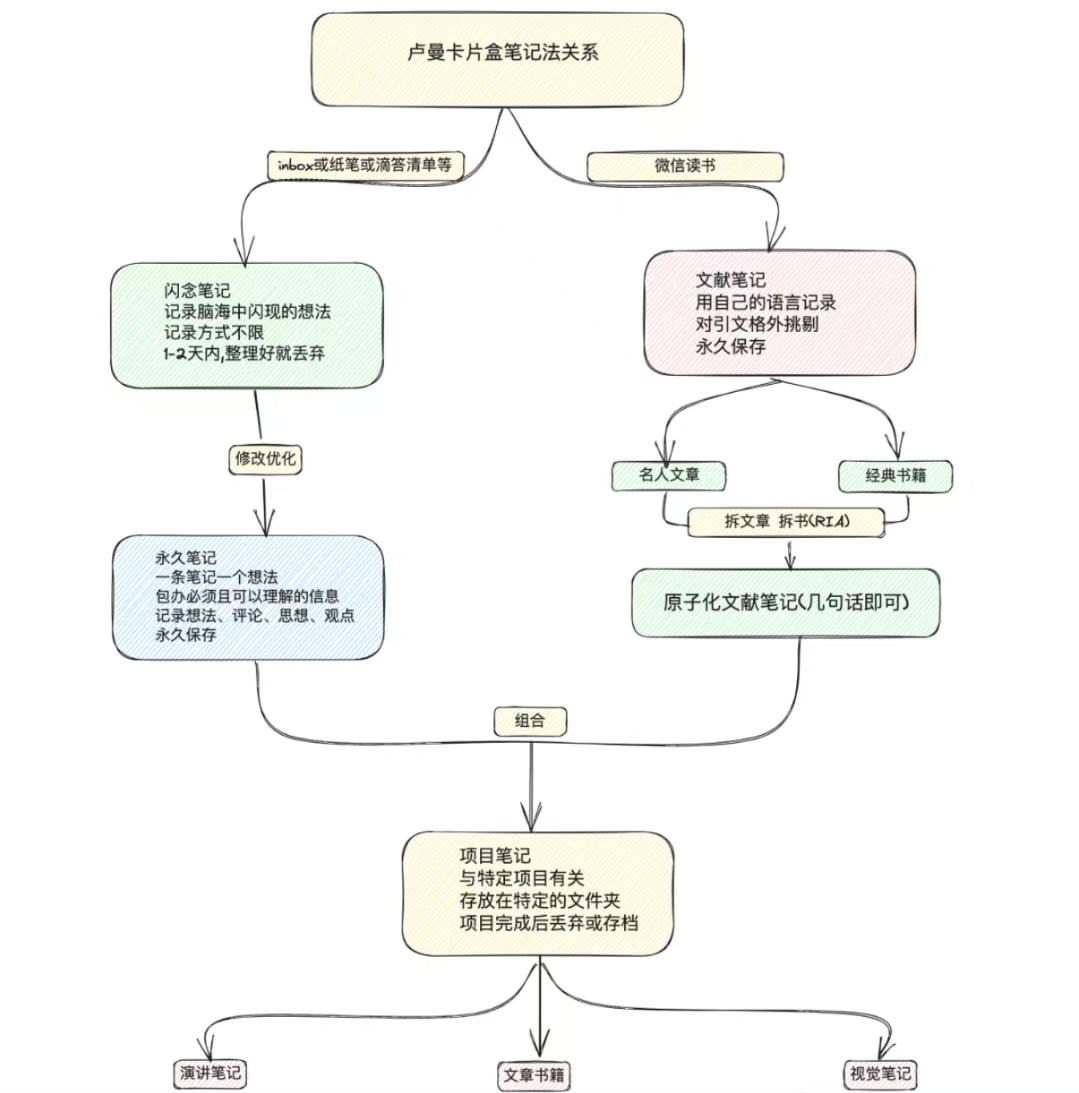 卢曼卡片盒笔记法关系
inbox或纸笔或滴答清单等
微信读书
闪念笔记
记录脑海中闪现的想法
记录方式不限
1-2天内,整理好就丢弃
文献笔记
用自己的语言记录
对引文格外挑剔
永久保存
修改优化
名人文章
经典书籍
拆文章 拆书(RIA)
永久笔记
一条笔记一个想法
包办必须且可以理解的信息
记录想法、评论、思想、观点
永久保存
原子化文献笔记(几句话即可)
组合
项目笔记
与特定项目有关
存放在特定的文件夹
项目完成后丢弃或存档
演讲笔记
文章书籍
视觉笔记